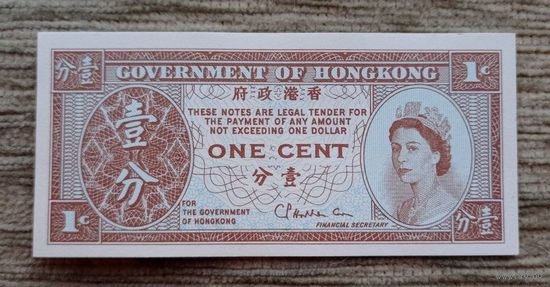 分壹
GOVERNMENT OF HONGKONG
1c
府政港香
THESE NOTES ARE LEGAL TENDER FOR
THE PAYMENT OF ANY AMOUNT
NOT EXCEEDING ONE DOLLAR
壹
分
ONE CENT
分壹
FOR
THE GOVERNMENT
OF HONGKONG
FINANCIAL SECRETARY
1c
分壹